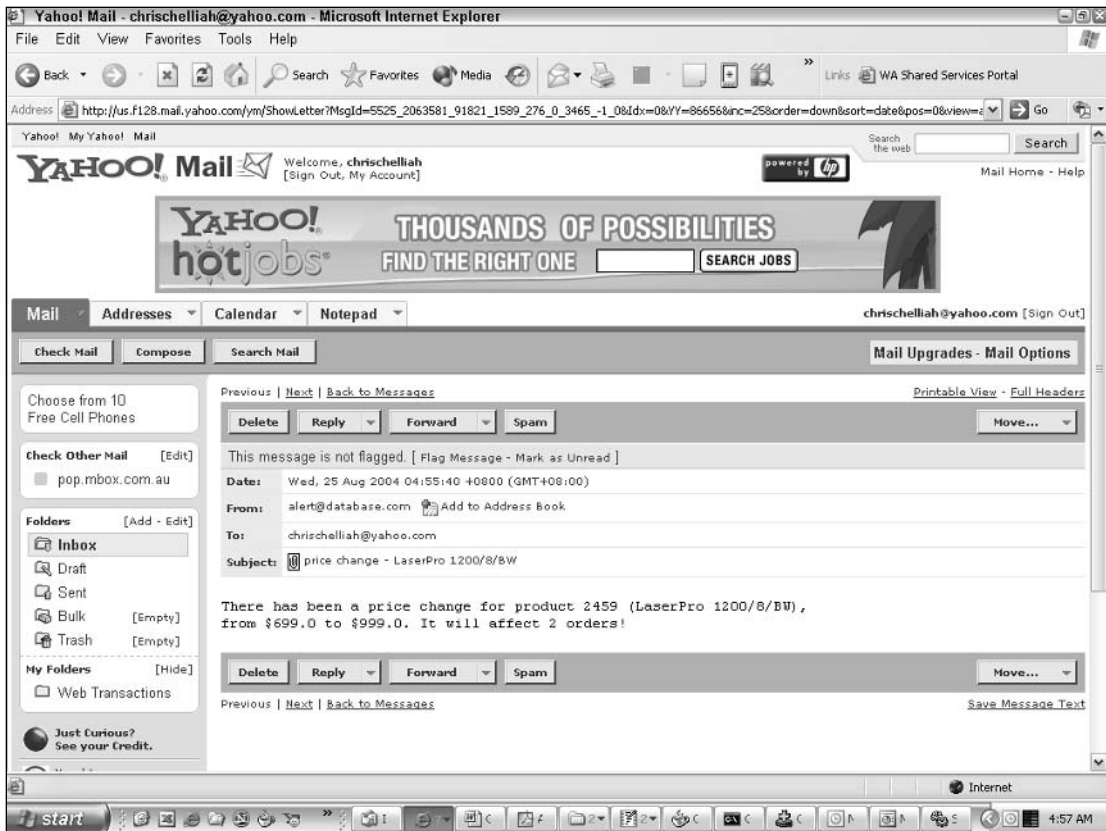 Yahoo! Mail - chrischelliah@yahoo.com - Microsoft Internet Explorer
File Edit View Favorites Tools Help
Back Search Favorites Media » Links WA Shared Services Portal
Address http://us.f128.mail.yahoo.com/ym/ShowLetter?MsgId=5525_2063581_91821_1589_276_0_3465_-1_0&Idx=0&YY=86656&inc=25&order=down&sort=date&pos=0&view=a Go
Yahoo! My Yahoo! Mail
Search the web Search
YAHOO! Mail Welcome, chrischelliah
[Sign Out, My Account]
powered by hp
Mail Home - Help
YAHOO! hotjobs
THOUSANDS OF POSSIBILITIES
FIND THE RIGHT ONE SEARCH JOBS
Mail Addresses Calendar Notepad chrischelliah@yahoo.com [Sign Out]
Check Mail Compose Search Mail Mail Upgrades - Mail Options
Choose from 10
Free Cell Phones
Check Other Mail [Edit]
pop.mbox.com.au
Folders [Add - Edit]
Inbox
Draft
Sent
Bulk [Empty]
Trash [Empty]
My Folders [Hide]
Web Transactions
Just Curious?
See your Credit.
Previous | Next | Back to Messages Printable View - Full Headers
Delete Reply Forward Spam Move...
This message is not flagged. [ Flag Message - Mark as Unread ]
Date: Wed, 25 Aug 2004 04:55:40 +0800 (GMT+08:00)
From: alert@database.com Add to Address Book
To: chrischelliah@yahoo.com
Subject: price change - LaserPro 1200/8/BW
There has been a price change for product 2459 (LaserPro 1200/8/BW),
from $699.0 to $999.0. It will affect 2 orders!
Delete Reply Forward Spam Move...
Previous | Next | Back to Messages Save Message Text
Internet
start » 4:57 AM